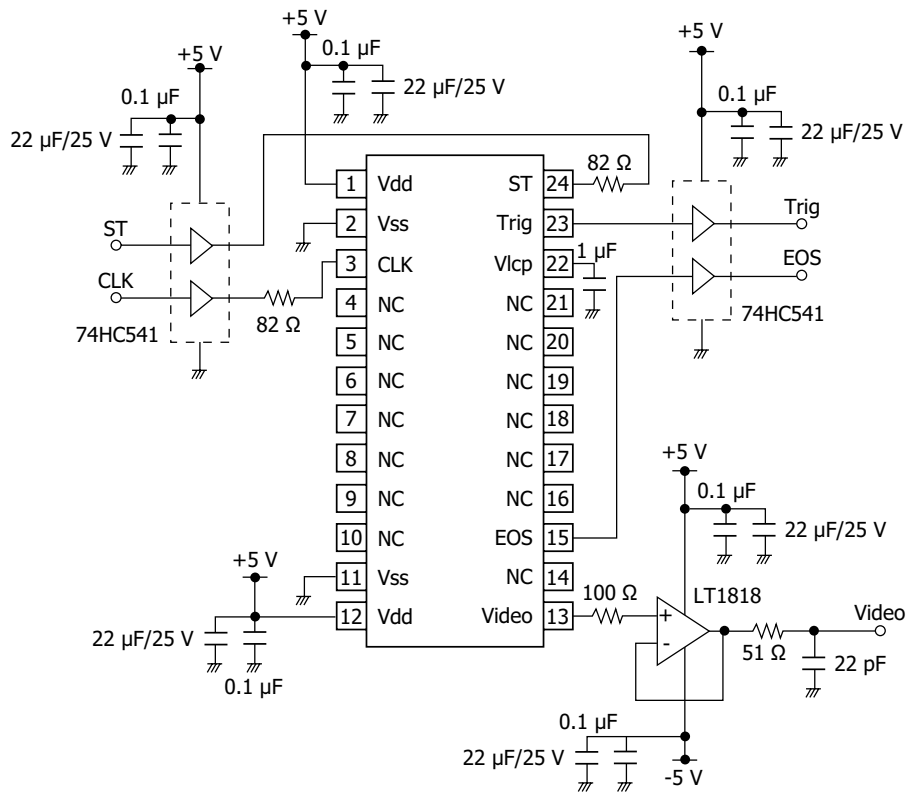 +5 V
+5 V
+5 V
0.1 µF
22 µF/25 V
0.1 µF
22 µF/25 V
0.1 µF
22 µF/25 V
82 Ω
1 Vdd
ST 24
2 Vss
Trig 23
Trig
ST
3 CLK
Vlcp 22
1 µF
EOS
CLK
4 NC
NC 21
82 Ω
74HC541
74HC541
5 NC
NC 20
6 NC
NC 19
7 NC
NC 18
8 NC
NC 17
+5 V
9 NC
NC 16
0.1 µF
22 µF/25 V
10 NC
EOS 15
+5 V
11 Vss
NC 14
100 Ω
LT1818
12 Vdd
Video 13
+
-
Video
22 µF/25 V
0.1 µF
51 Ω
22 pF
0.1 µF
22 µF/25 V
-5 V